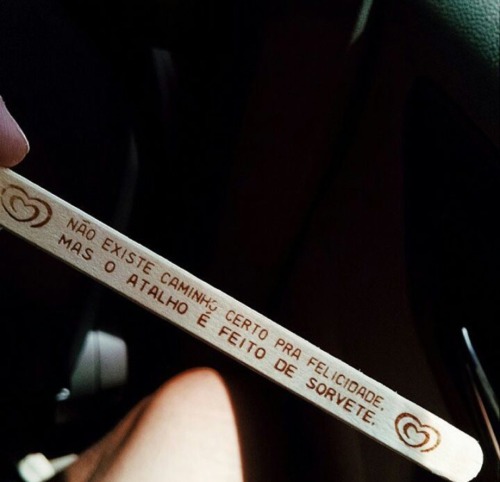 NÃO EXISTE CAMINHO CERTO PRA FELICIDADE,
MAS O ATALHO É FEITO DE SORVETE.